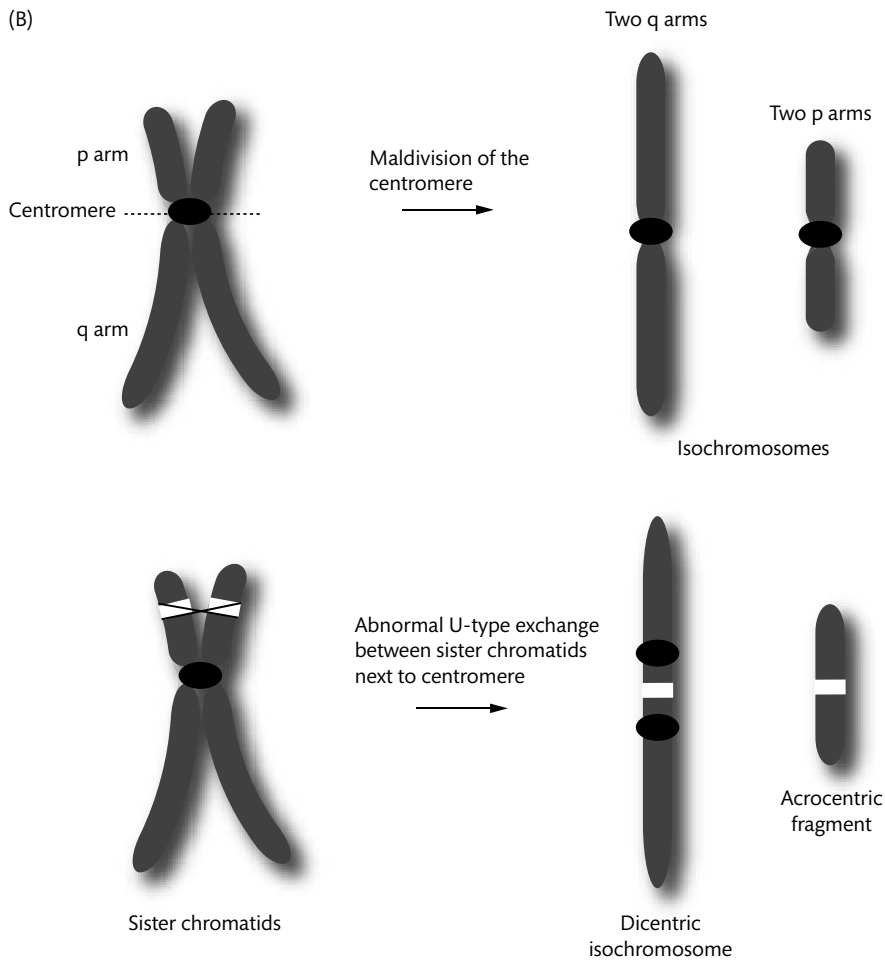 (B)
Two q arms
Two p arms
p arm
Maldivision of the
centromere
Centromere
q arm
Isochromosomes
Abnormal U-type exchange
between sister chromatids
next to centromere
Acrocentric
fragment
Sister chromatids
Dicentric
isochromosome